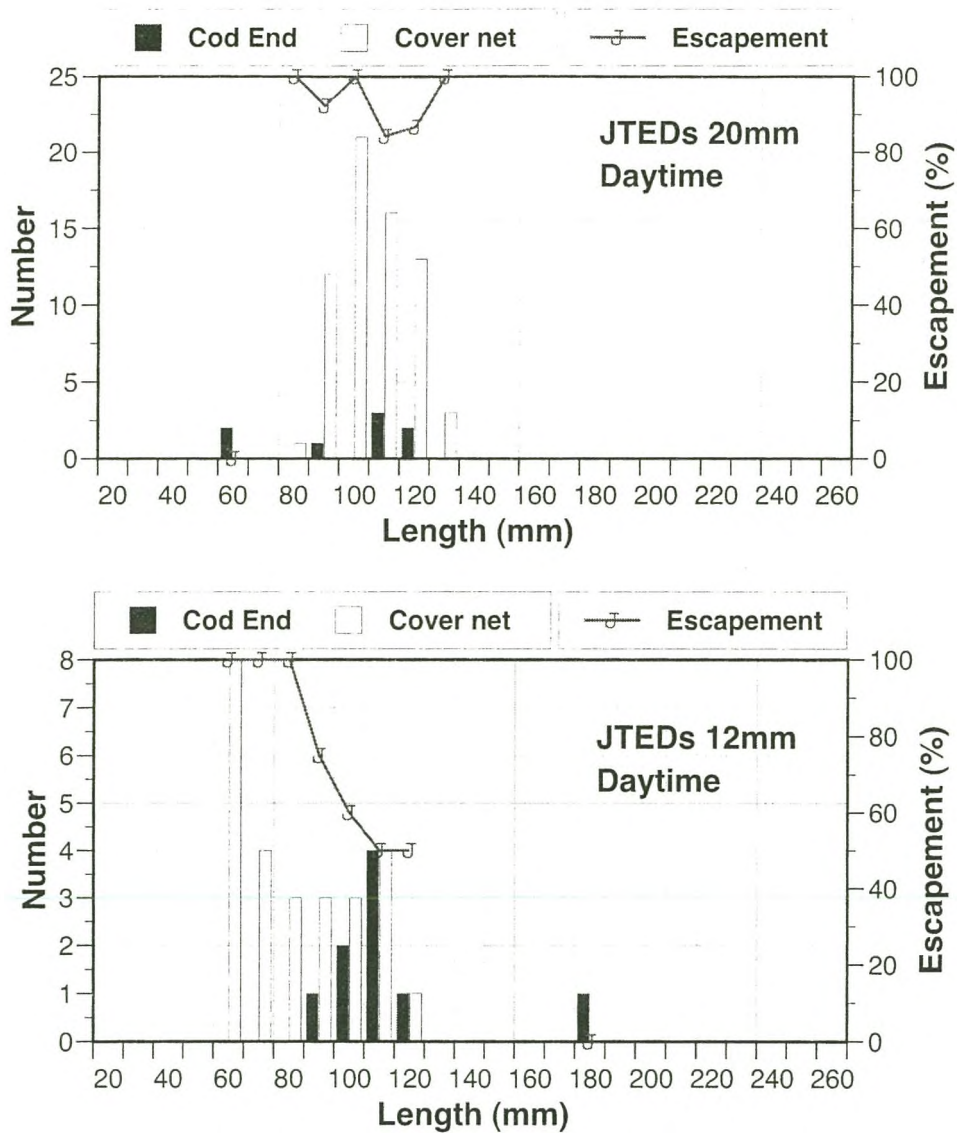 Cod End Cover net Escapement
25 100
JTEDs 20mm
Daytime
20 80
15 60
10 40
5 20
0 0
Number
Escapement (%)
20 40 60 80 100 120 140 160 180 200 220 240 260
Length (mm)
Cod End Cover net Escapement
8 100
7
JTEDs 12mm
Daytime
6 80
5 60
4
3 40
2 20
1
0 0
Number
Escapement (%)
20 40 60 80 100 120 140 160 180 200 220 240 260
Length (mm)